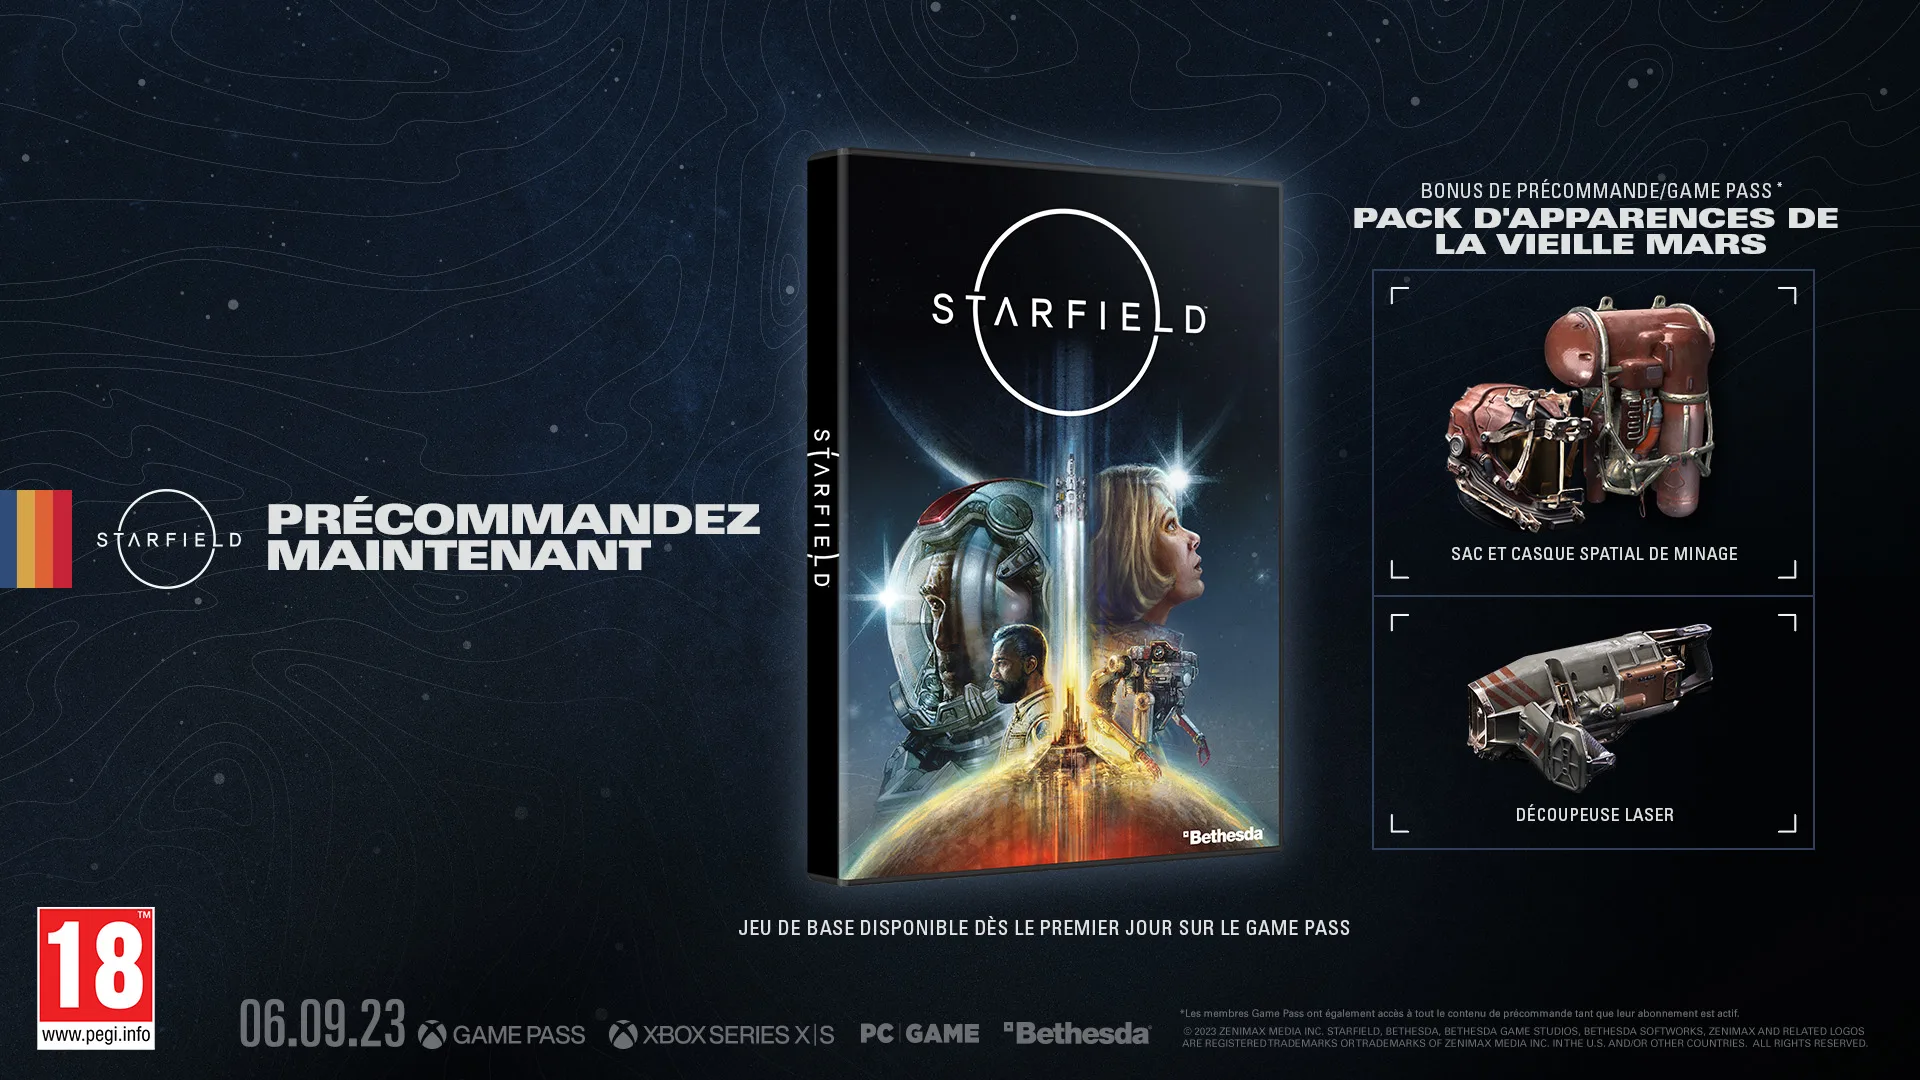 STARFIELD
PRÉCOMMANDEZ
MAINTENANT
STARFIELD
STARFIELD™
Bethesda
JEU DE BASE DISPONIBLE DÈS LE PREMIER JOUR SUR LE GAME PASS
BONUS DE PRÉCOMMANDE/GAME PASS*
PACK D'APPARENCES DE
LA VIEILLE MARS
SAC ET CASQUE SPATIAL DE MINAGE
DÉCOUPEUSE LASER
18™
www.pegi.info
06.09.23 GAME PASS XBOX SERIES X|S PC | GAME Bethesda
*Les membres Game Pass ont également accès à tout le contenu de précommande tant que leur abonnement est actif.
© 2023 ZENIMAX MEDIA INC. STARFIELD, BETHESDA, BETHESDA GAME STUDIOS, BETHESDA SOFTWORKS, ZENIMAX AND RELATED LOGOS
ARE REGISTERED TRADEMARKS OR TRADEMARKS OF ZENIMAX MEDIA INC. IN THE U.S. AND/OR OTHER COUNTRIES. ALL RIGHTS RESERVED.